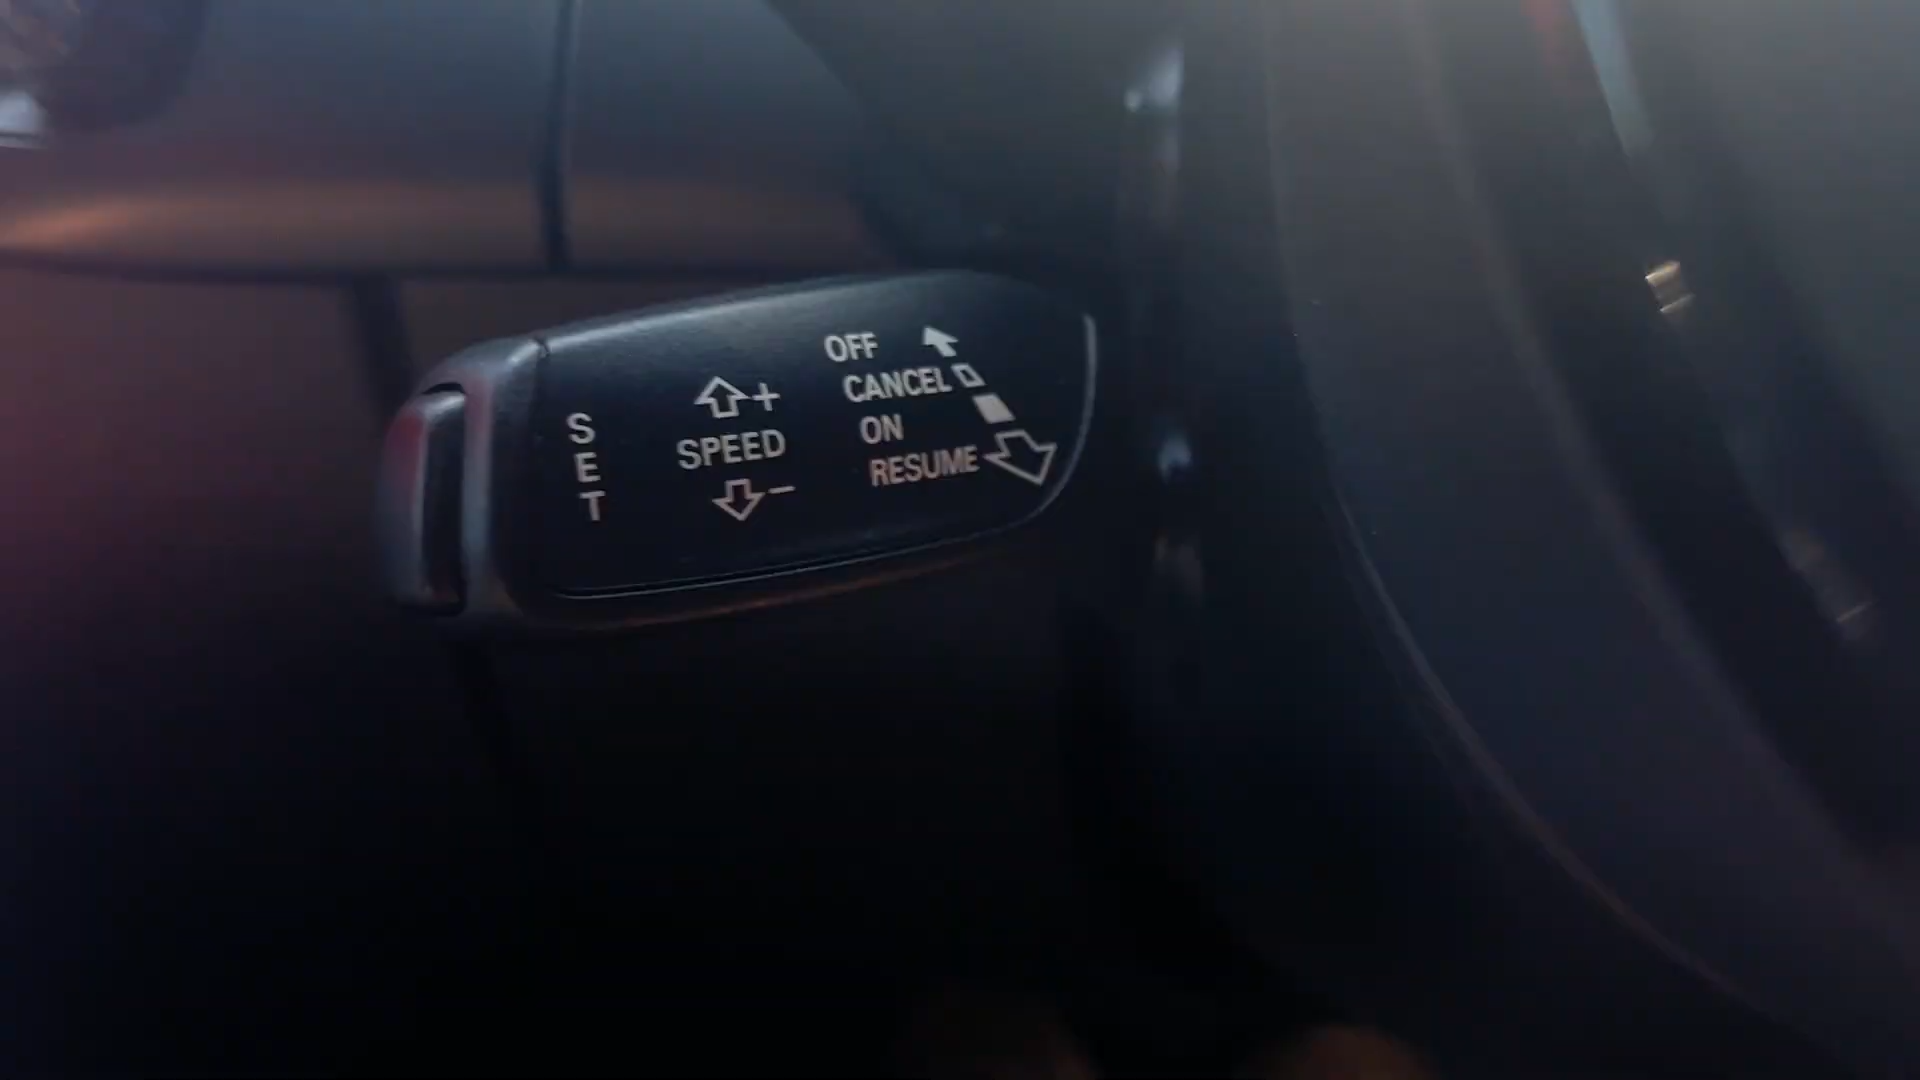 OFF
CANCEL
ON
RESUME
+
SPEED
-
SET